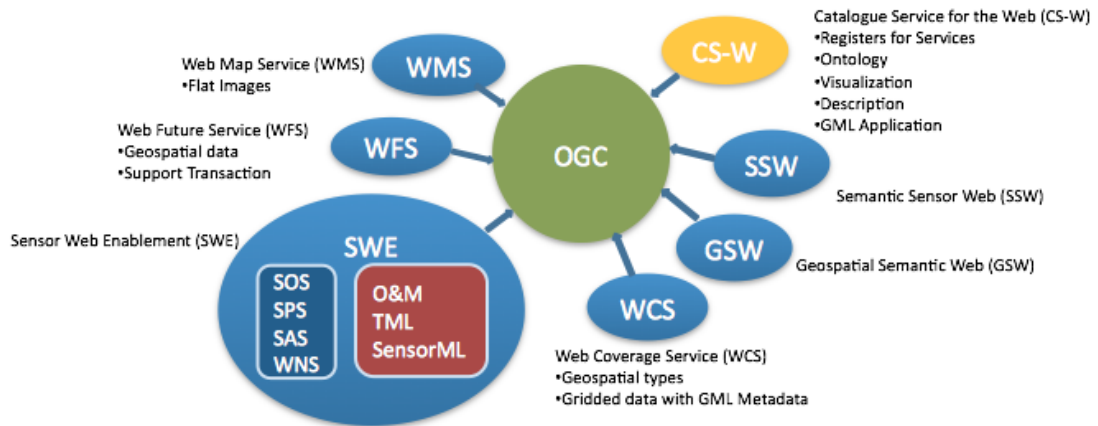 Catalogue Service for the Web (CS-W)
•Registers for Services
•Ontology
•Visualization
•Description
•GML Application
CS-W
Web Map Service (WMS)
•Flat Images
WMS
Web Future Service (WFS)
•Geospatial data
•Support Transaction
WFS
OGC
SSW
Semantic Sensor Web (SSW)
Sensor Web Enablement (SWE)
SWE
SOS
SPS
SAS
WNS
O&M
TML
SensorML
GSW
Geospatial Semantic Web (GSW)
WCS
Web Coverage Service (WCS)
•Geospatial types
•Gridded data with GML Metadata